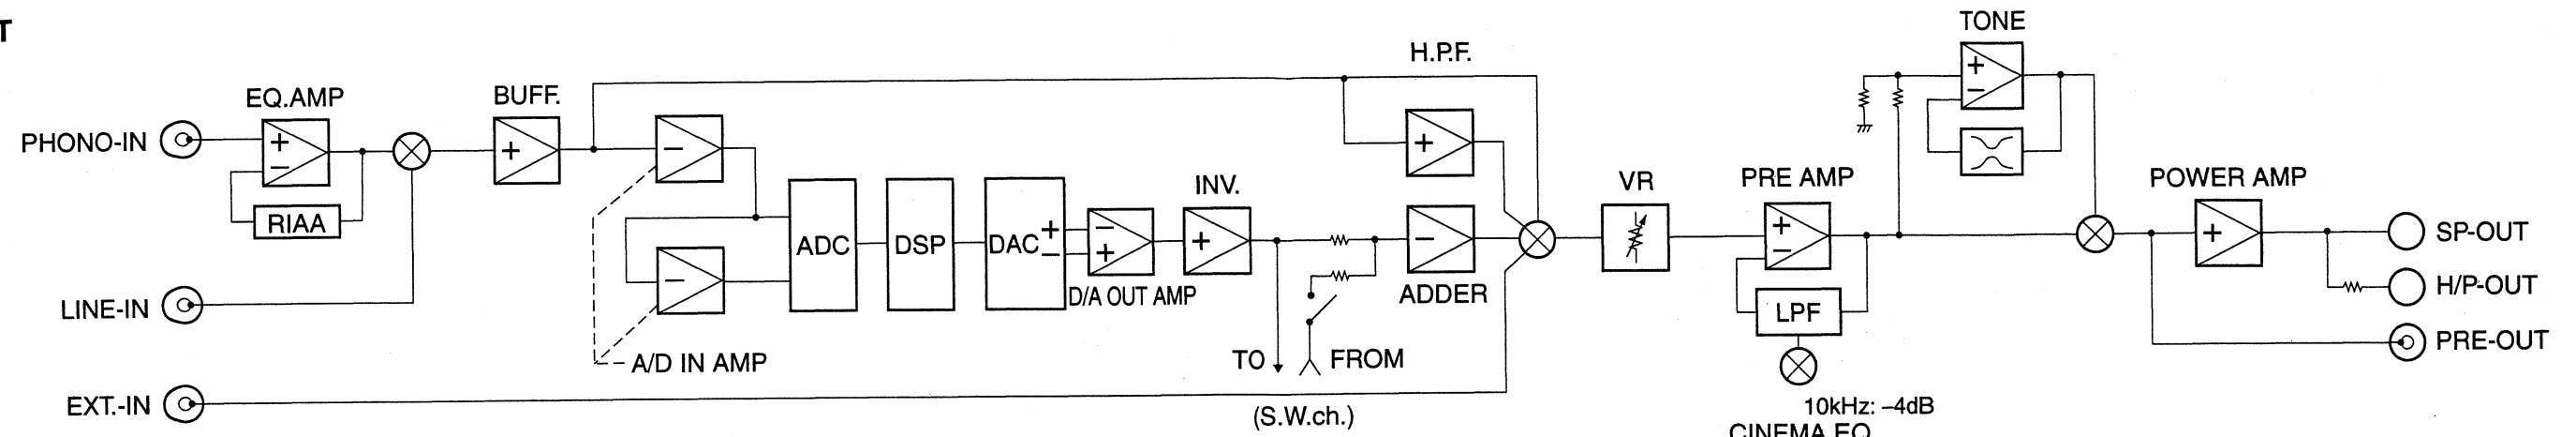 T
TONE
H.P.F.
EQ.AMP
BUFF.
PHONO-IN
+
−
+
−
+
+
−
RIAA
INV.
VR
PRE AMP
POWER AMP
ADC
DSP
DAC
+
−
−
+
+
−
+
−
+
SP-OUT
−
H/P-OUT
LINE-IN
D/A OUT AMP
ADDER
LPF
PRE-OUT
A/D IN AMP
TO
FROM
EXT.-IN
(S.W.ch.)
10kHz: –4dB
CINEMA EQ